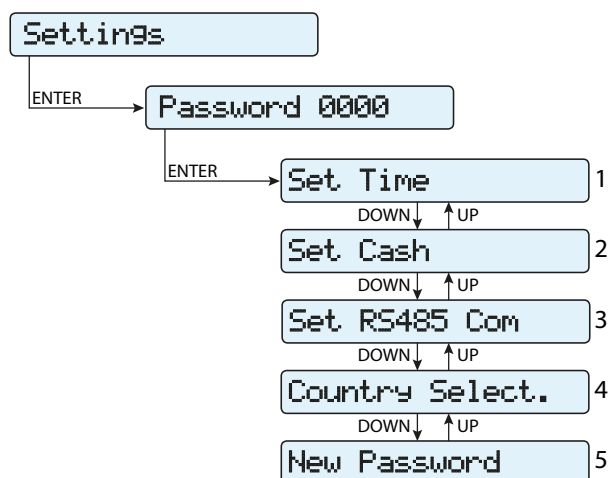 Settings
ENTER
Password 0000
ENTER
Set Time 1
DOWN UP
Set Cash 2
DOWN UP
Set RS485 Com 3
DOWN UP
Country Select. 4
DOWN UP
New Password 5